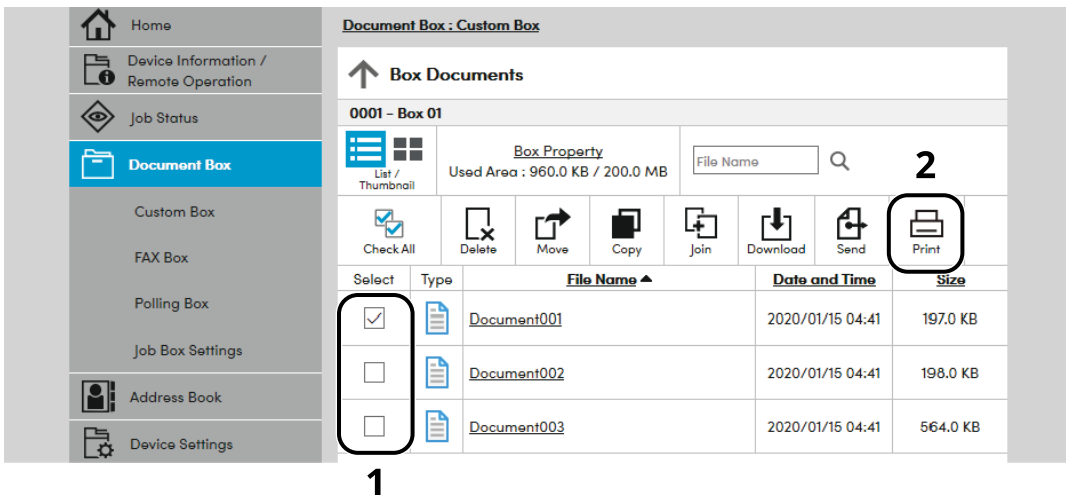 Home
Document Box : Custom Box
Device Information /
Remote Operation
Box Documents
Job Status
0001 - Box 01
Document Box
List /
Thumbnail
Box Property
Used Area : 960.0 KB / 200.0 MB
File Name
2
Custom Box
FAX Box
Polling Box
Job Box Settings
Address Book
Device Settings
Check All
Delete
Move
Copy
Join
Download
Send
Print
Select Type File Name Date and Time Size
Document001 2020/01/15 04:41 197.0 KB
Document002 2020/01/15 04:41 198.0 KB
Document003 2020/01/15 04:41 564.0 KB
1